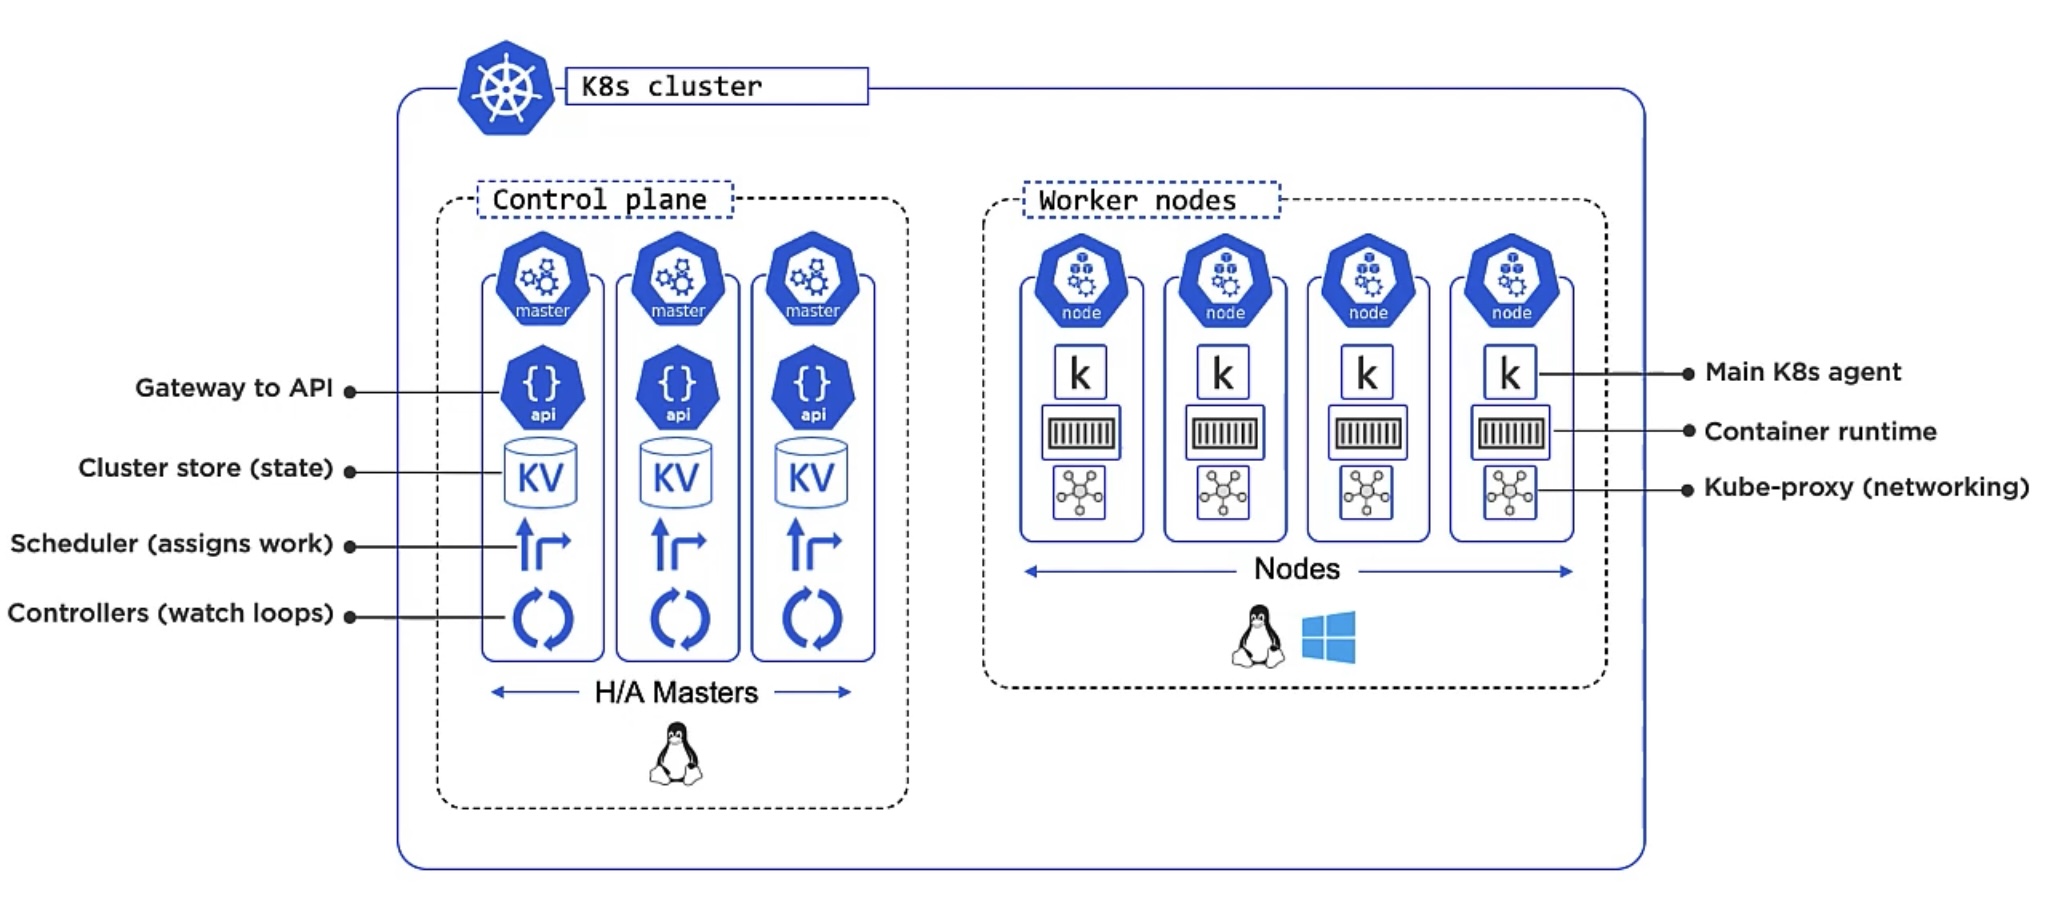 K8s cluster
Control plane
Worker nodes
master master master
node node node node
Gateway to API
{} {} {}
api api api
k k k k
Main K8s agent
Container runtime
Cluster store (state)
KV KV KV
Kube-proxy (networking)
Scheduler (assigns work)
Nodes
Controllers (watch loops)
H/A Masters